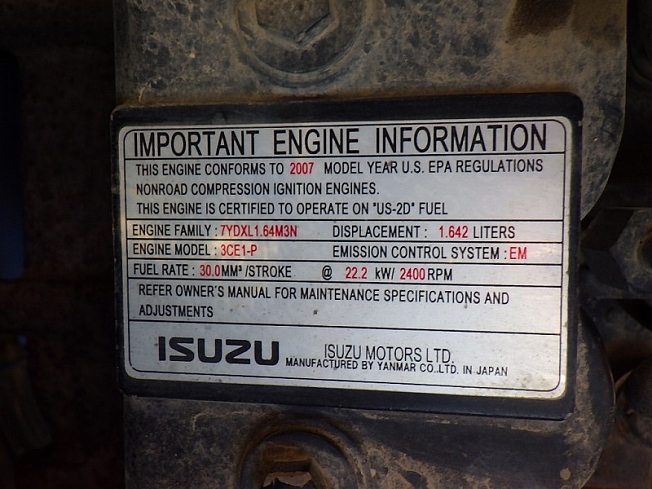 IMPORTANT ENGINE INFORMATION
THIS ENGINE CONFORMS TO 2007 MODEL YEAR U.S. EPA REGULATIONS
NONROAD COMPRESSION IGNITION ENGINES.
THIS ENGINE IS CERTIFIED TO OPERATE ON "US-2D" FUEL
ENGINE FAMILY : 7YDXL1.64M3N DISPLACEMENT : 1.642 LITERS
ENGINE MODEL : 3CE1-P EMISSION CONTROL SYSTEM : EM
FUEL RATE : 30.0MM³/STROKE @ 22.2 kW/ 2400RPM
REFER OWNER'S MANUAL FOR MAINTENANCE SPECIFICATIONS AND
ADJUSTMENTS
ISUZU ISUZU MOTORS LTD.
MANUFACTURED BY YANMAR CO.,LTD. IN JAPAN